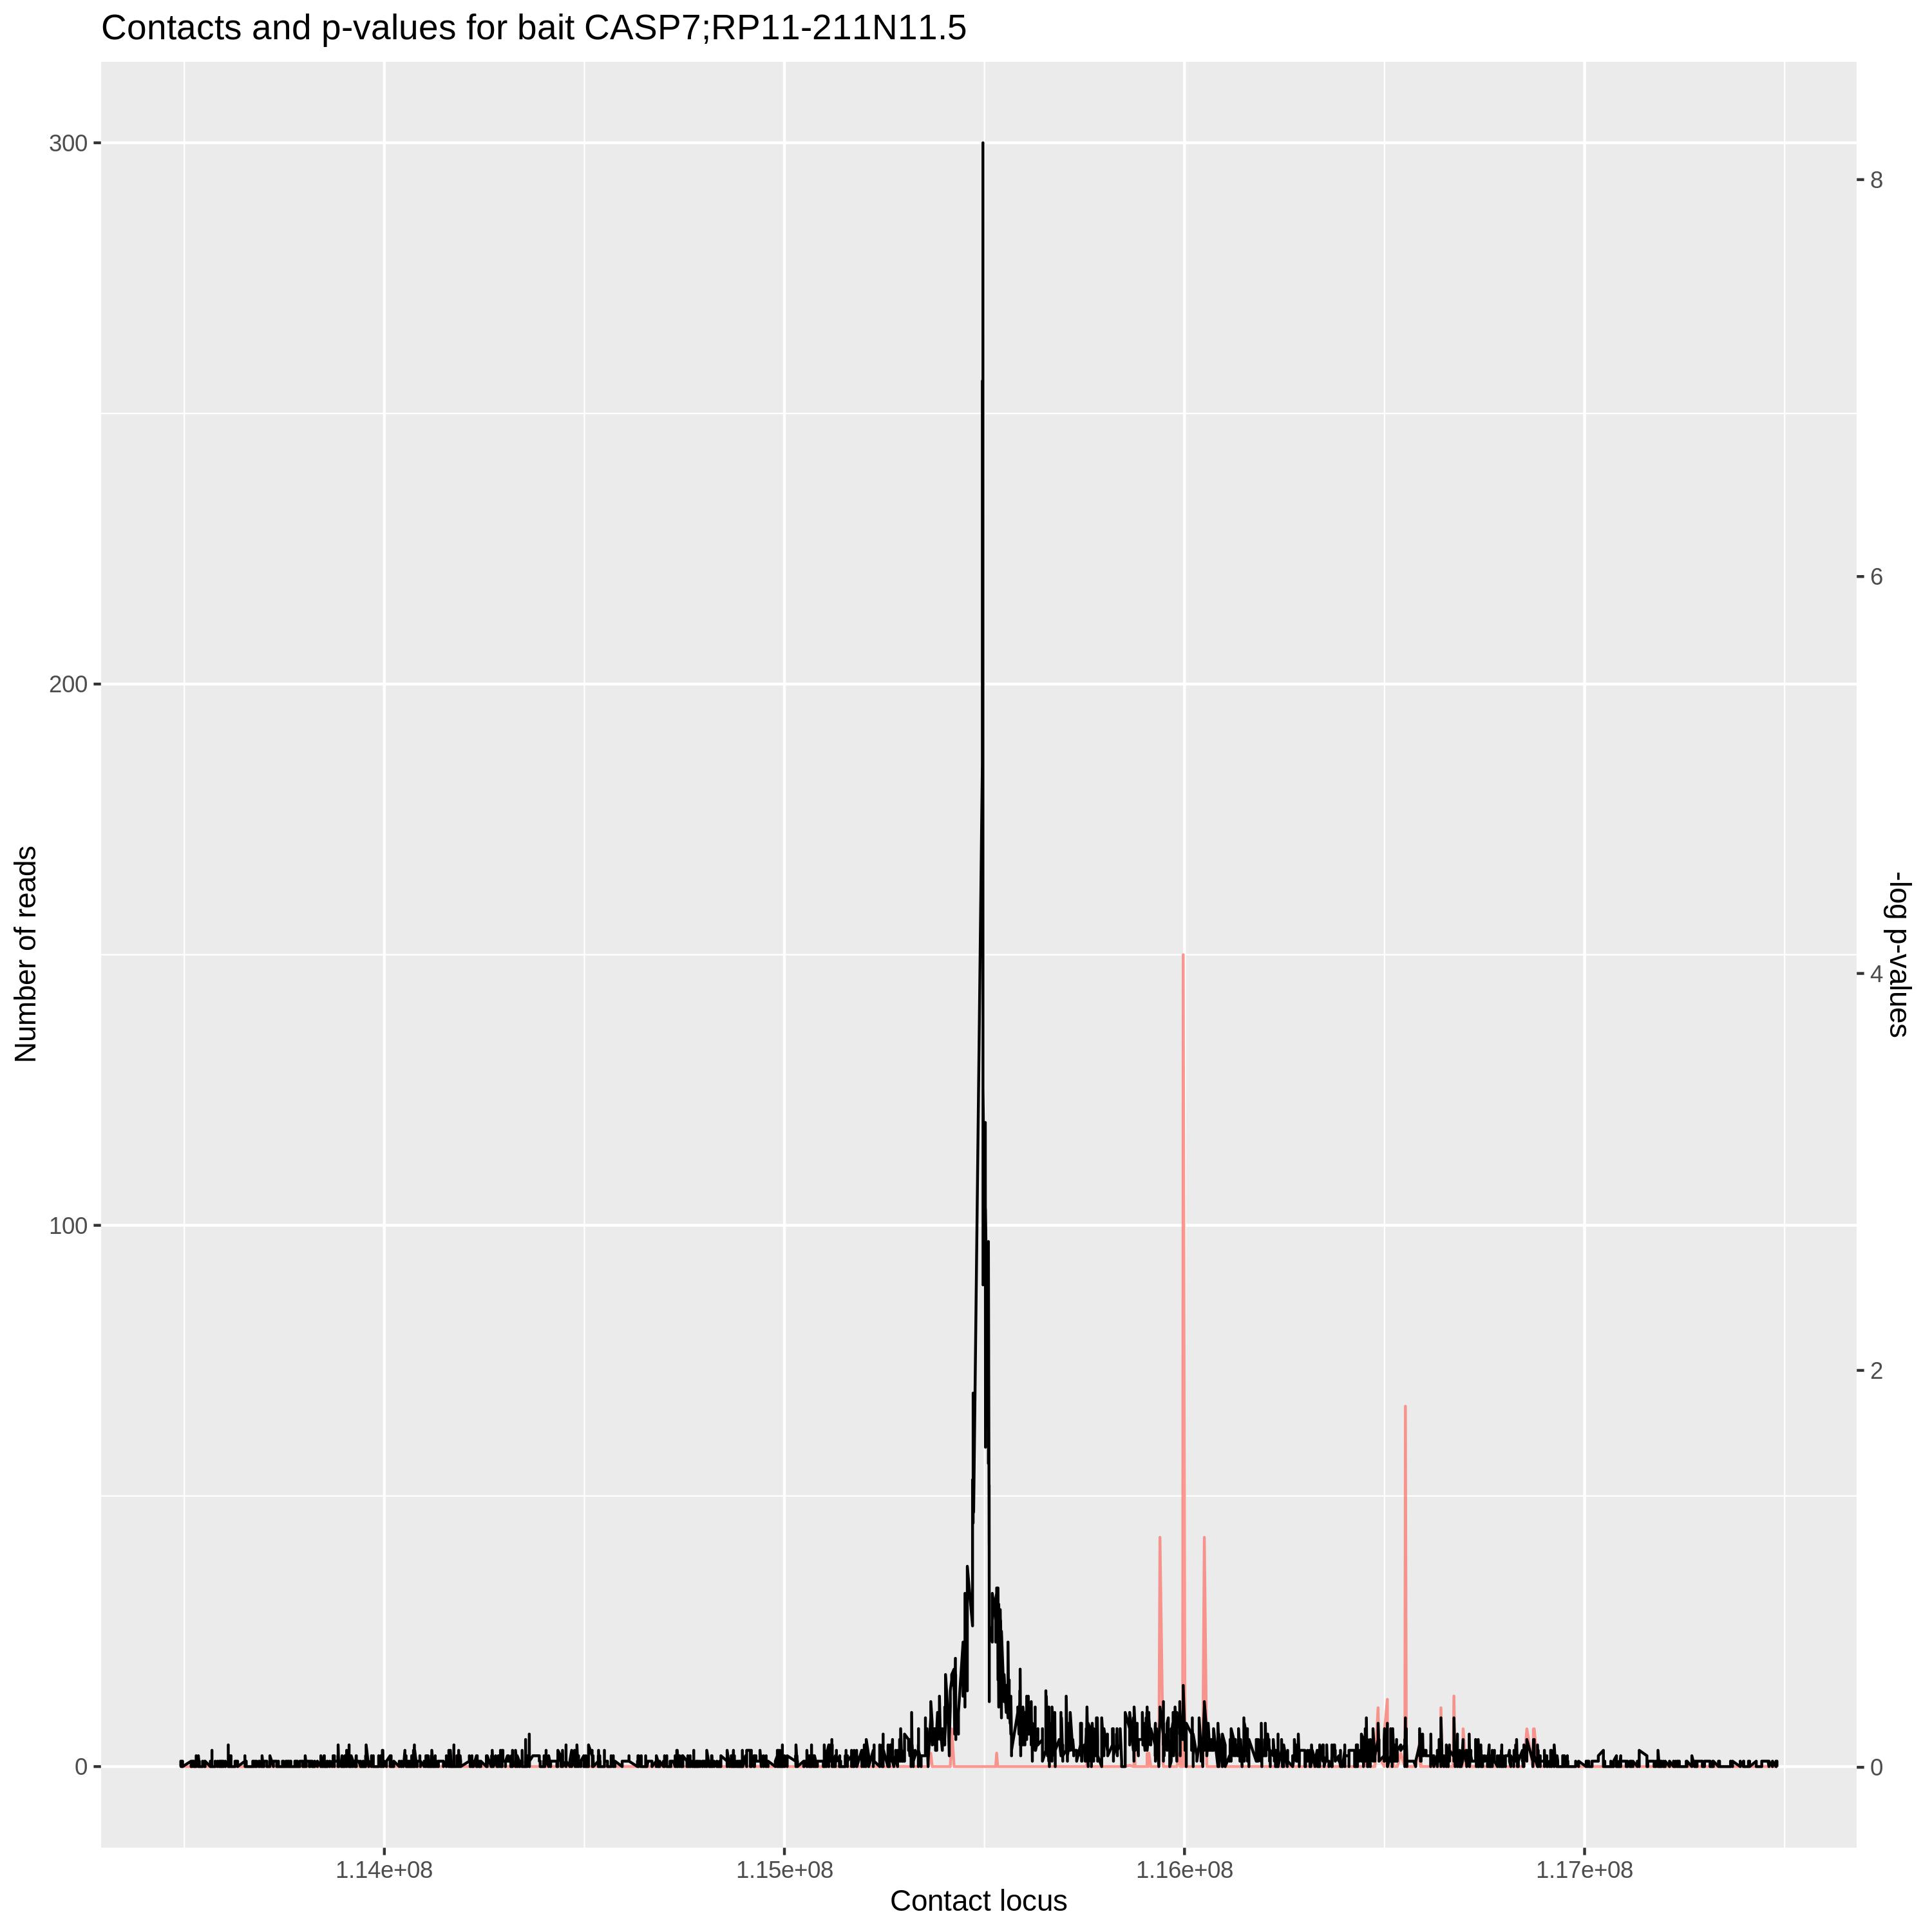 Contacts and p-values for bait CASP7;RP11-211N11.5
300
200
100
0
Number of reads
8
6
4
2
0
-log p-values
1.14e+08 1.15e+08 1.16e+08 1.17e+08
Contact locus